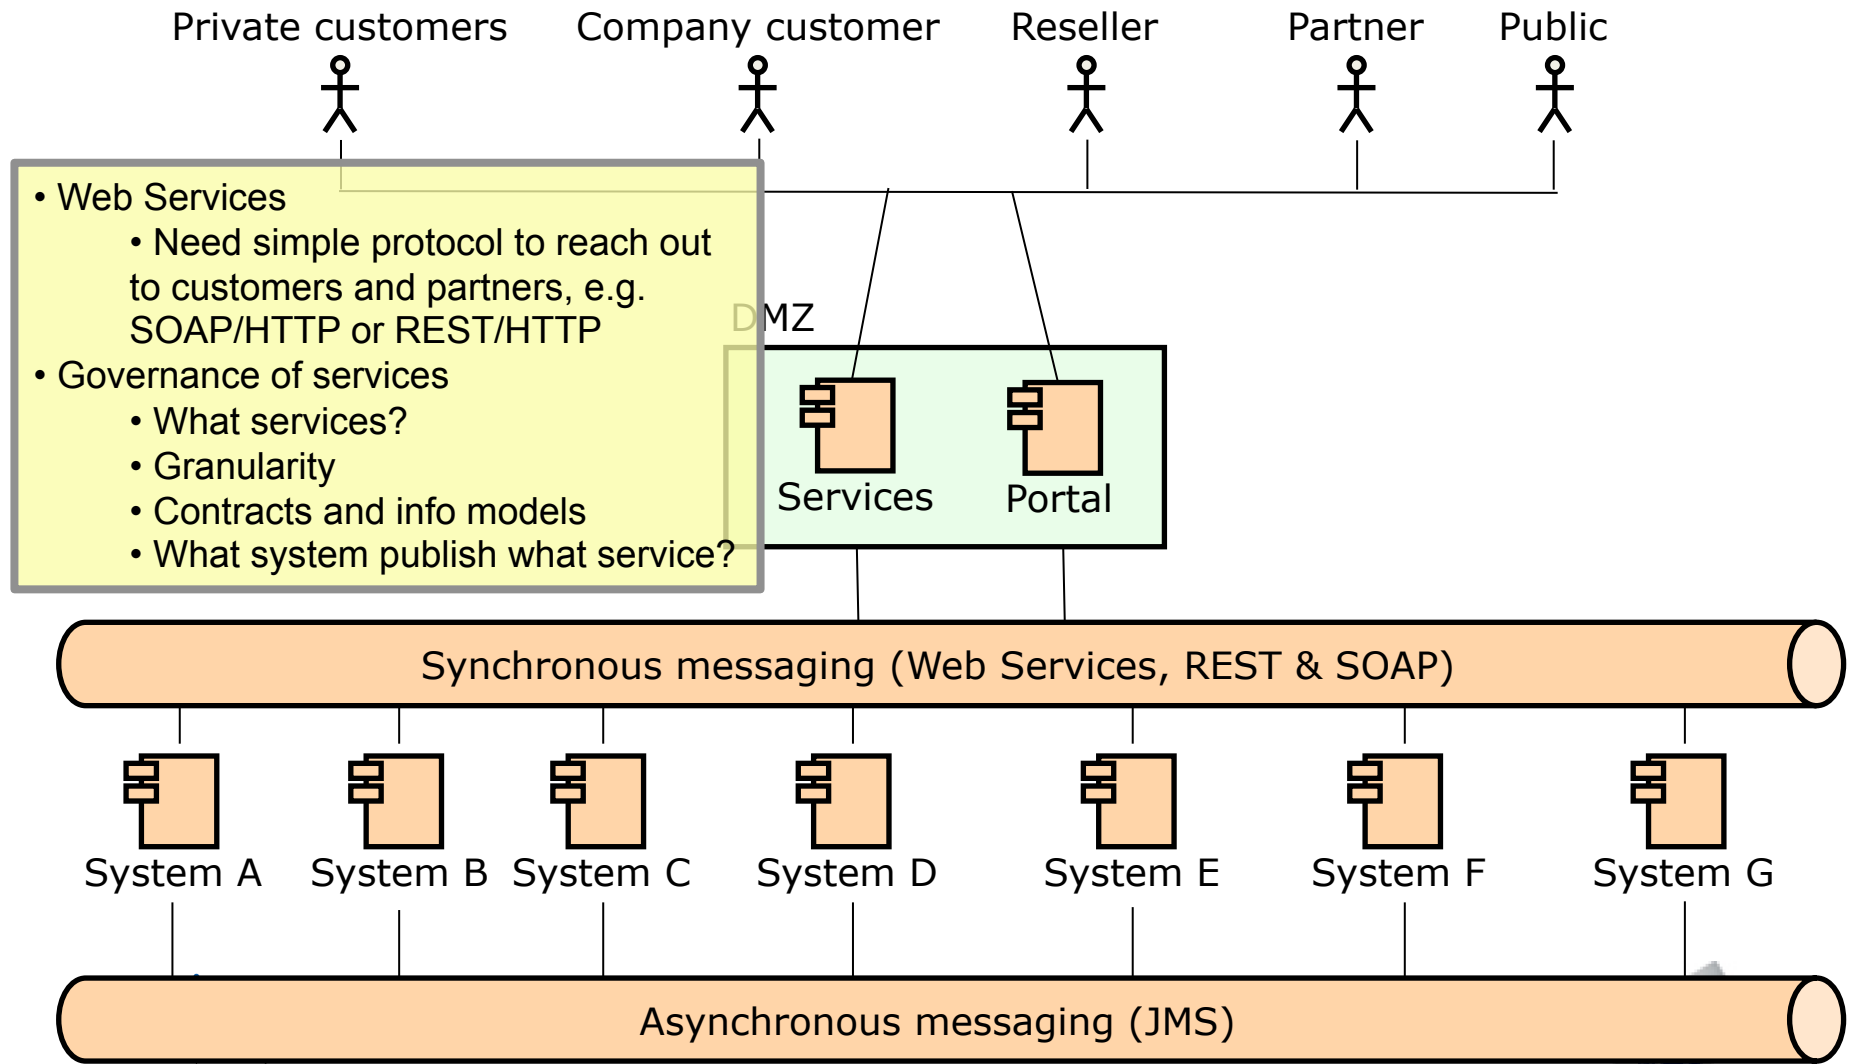 Private customers
Company customer
Reseller
Partner
Public
• Web Services
• Need simple protocol to reach out
to customers and partners, e.g.
SOAP/HTTP or REST/HTTP
• Governance of services
• What services?
• Granularity
• Contracts and info models
• What system publish what service?
DMZ
Services
Portal
Synchronous messaging (Web Services, REST & SOAP)
System A
System B
System C
System D
System E
System F
System G
Asynchronous messaging (JMS)